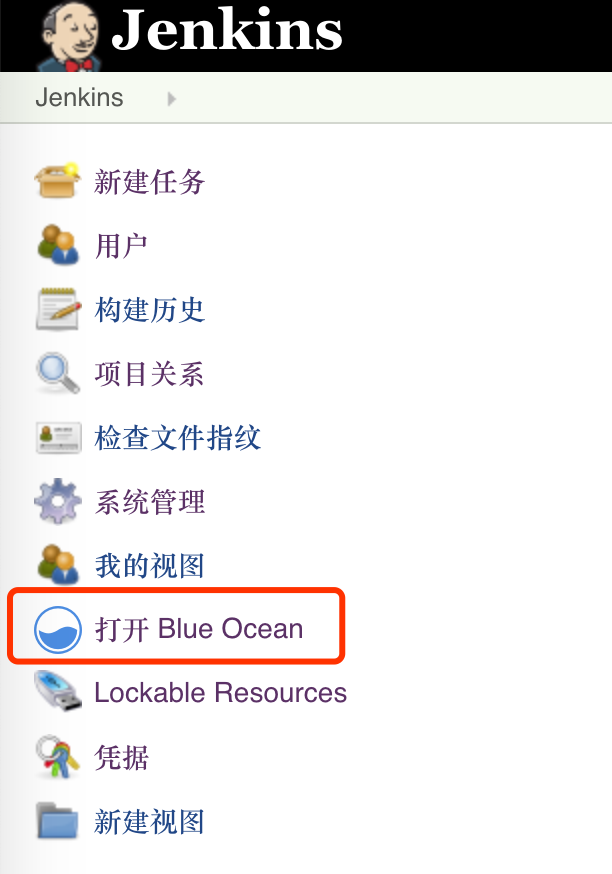 Jenkins
Jenkins
新建任务
用户
构建历史
项目关系
检查文件指纹
系统管理
我的视图
打开 Blue Ocean
Lockable Resources
凭据
新建视图